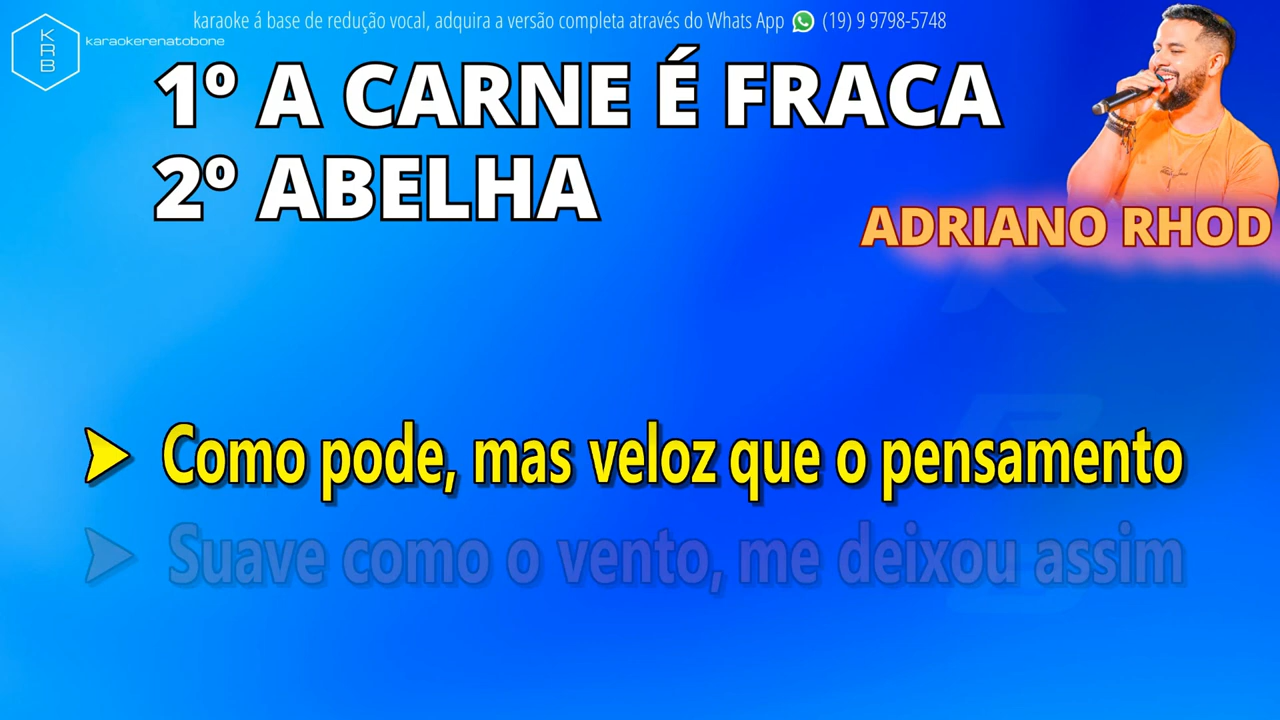 karaoke á base de redução vocal, adquira a versão completa através do Whats App (19) 9 9798-5748
KRB
karaokerenatobone
1º A CARNE É FRACA
2º ABELHA
ADRIANO RHOD
Como pode, mas veloz que o pensamento
Suave como o vento, me deixou assim